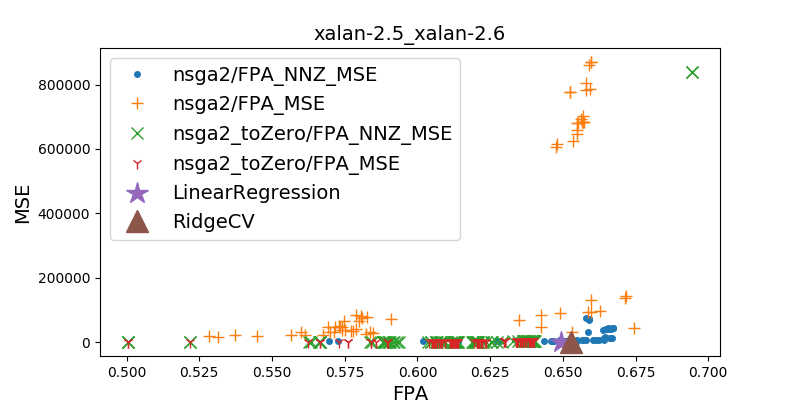 xalan-2.5_xalan-2.6
nsga2/FPA_NNZ_MSE
nsga2/FPA_MSE
nsga2_toZero/FPA_NNZ_MSE
nsga2_toZero/FPA_MSE
LinearRegression
RidgeCV
MSE
800000
600000
400000
200000
0
0.500 0.525 0.550 0.575 0.600 0.625 0.650 0.675 0.700
FPA